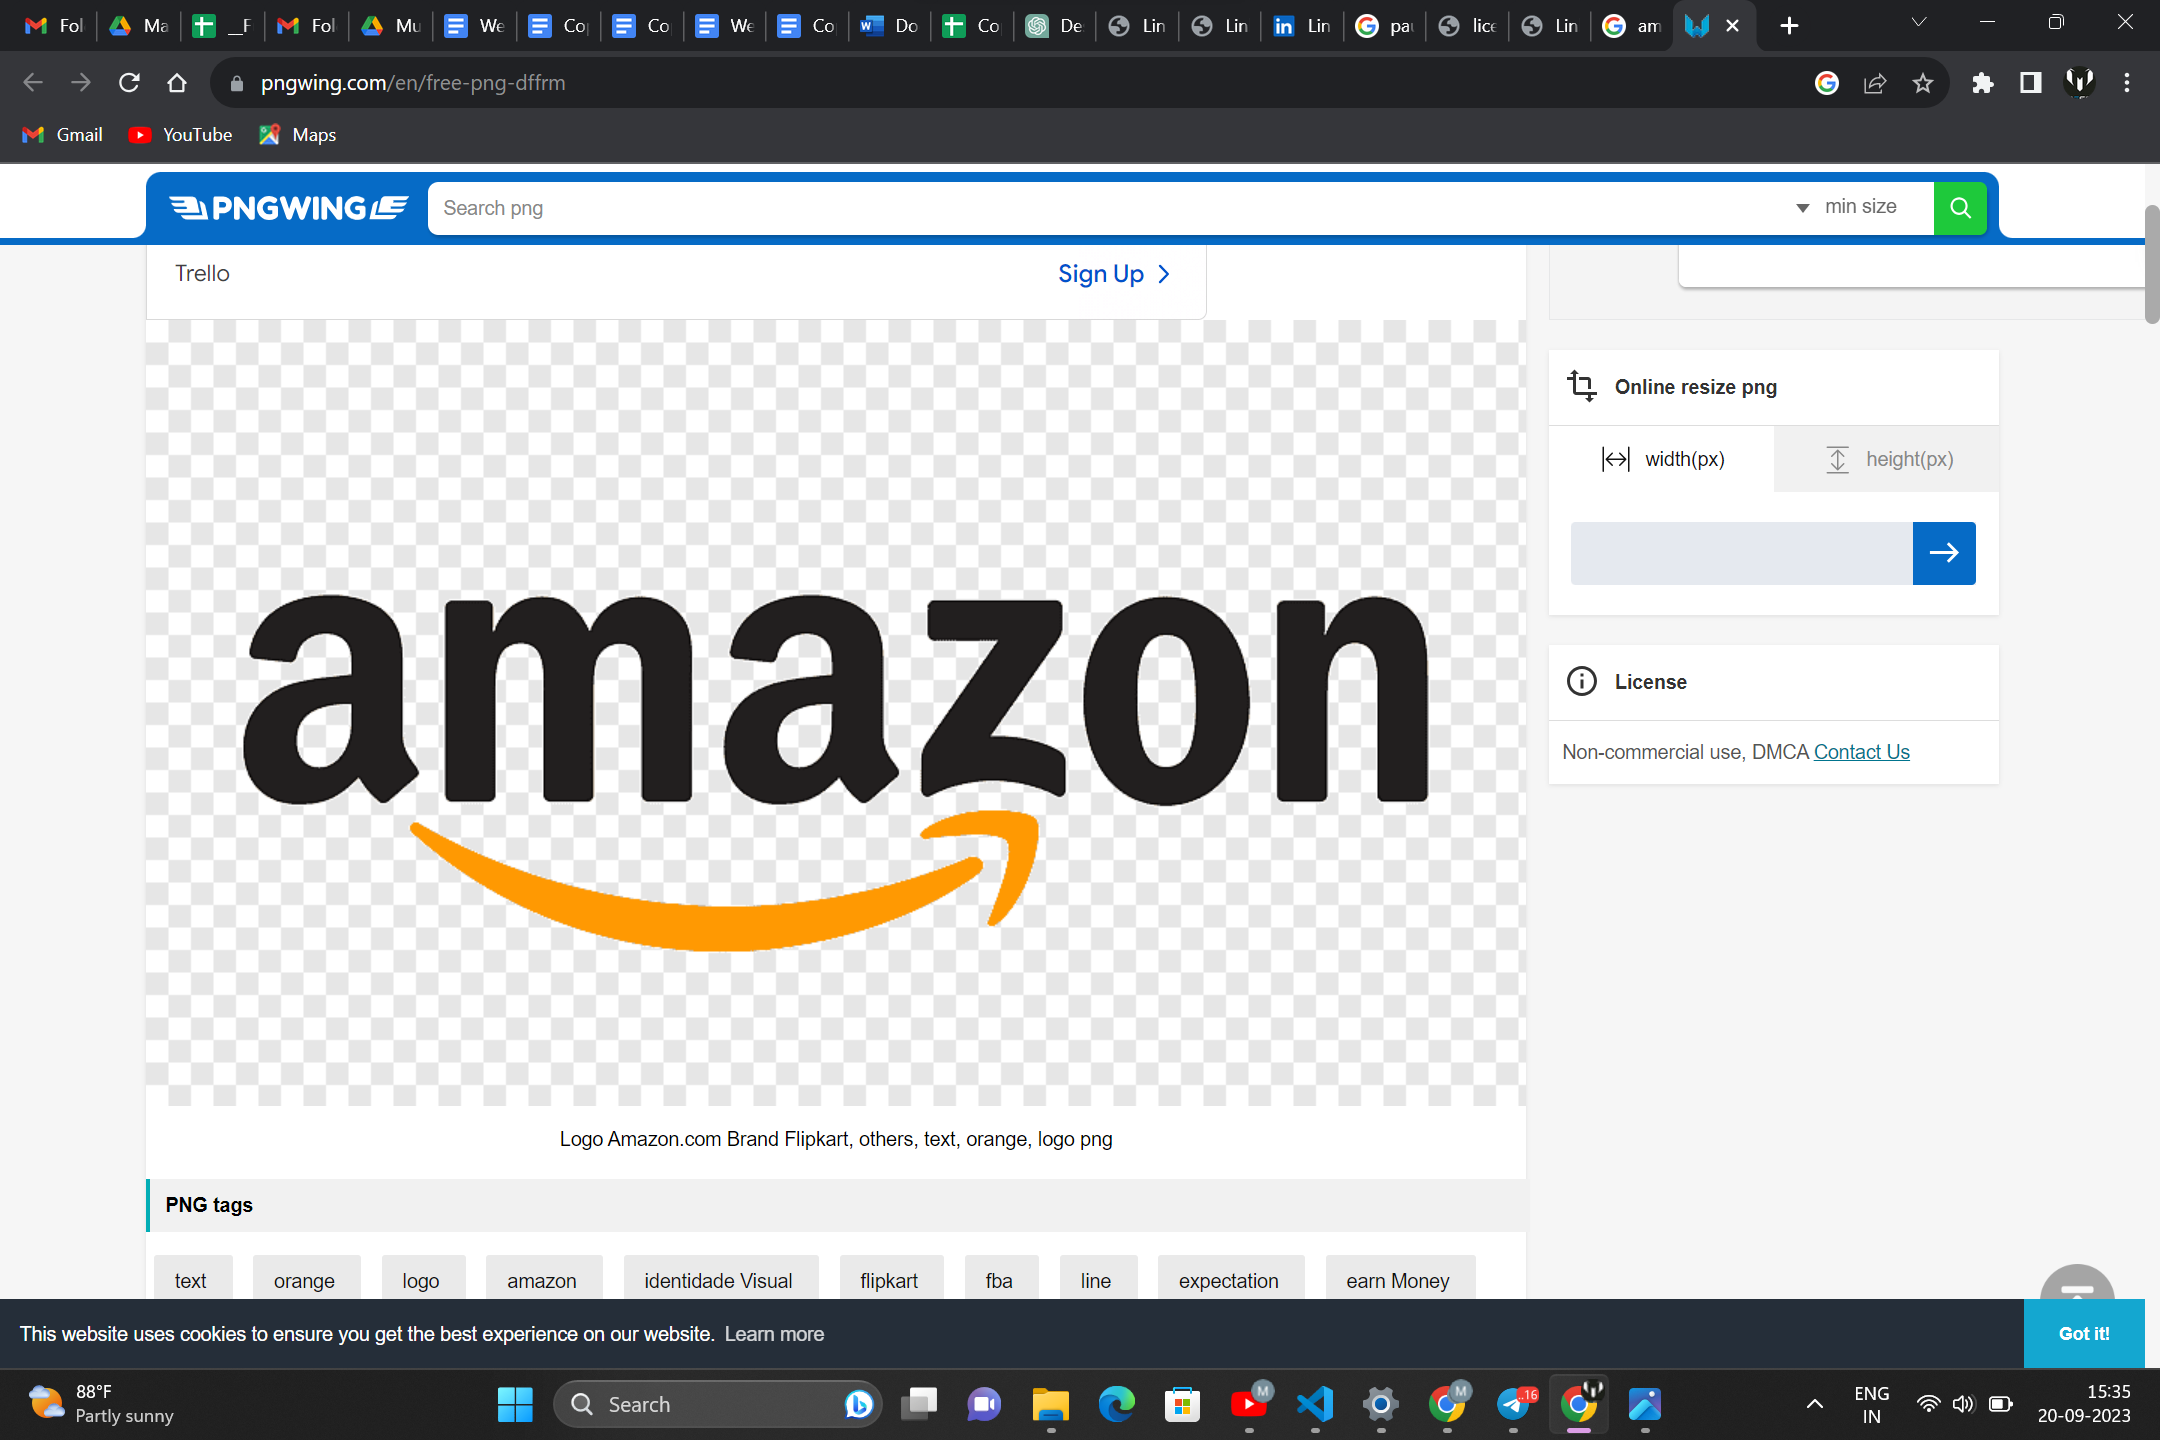 Fol
Ma
__F
Fol
Mu
We
Co
Co
We
Co
Do
Co
De
Lin
Lin
Lin
pa
lice
Lin
am
pngwing.com/en/free-png-dffrm
Gmail
YouTube
Maps
PNGWING
Search png
min size
Trello
Sign Up
Online resize png
width(px)
height(px)
amazon
License
Non-commercial use, DMCA Contact Us
Logo Amazon.com Brand Flipkart, others, text, orange, logo png
PNG tags
text
orange
logo
amazon
identidade Visual
flipkart
fba
line
expectation
earn Money
This website uses cookies to ensure you get the best experience on our website. Learn more
Got it!
88°F
Partly sunny
Search
M
M
..16
ENG
IN
15:35
20-09-2023